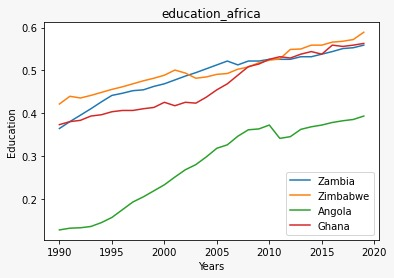 education_africa
0.6
0.5
0.4
0.3
0.2
Education
1990
1995
2000
2005
2010
2015
2020
Years
Zambia
Zimbabwe
Angola
Ghana